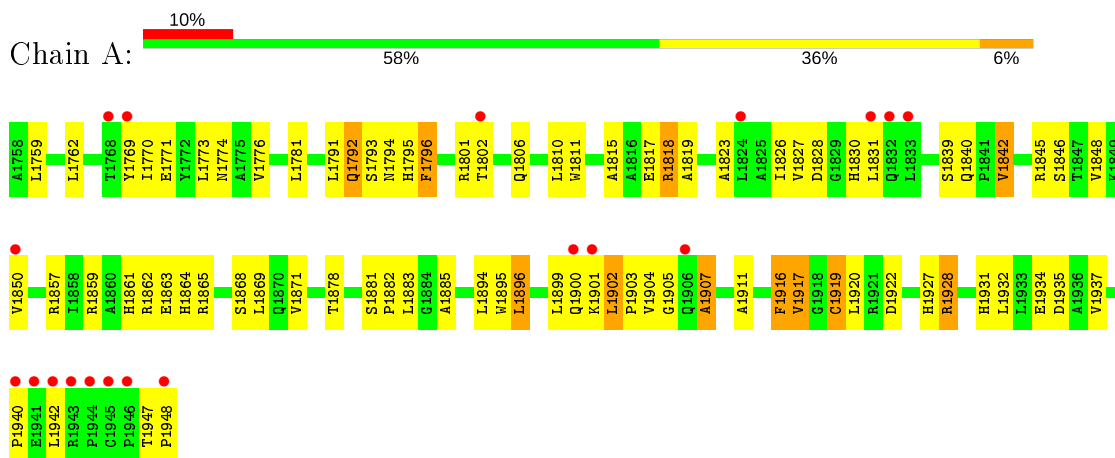 10%
Chain A:
58% 36% 6%
A1758 L1759 L1762 T1768 Y1769 I1770 E1771 Y1772 L1773 N1774 A1775 V1776 L1781 L1791 Q1792 S1793 N1794 H1795 F1796 R1801 T1802 Q1806 L1810 W1811 A1815 A1816 E1817 R1818 A1819 A1823 L1824 A1825 I1826 V1827 D1828 G1829 H1830 L1831 Q1832 L1833 S1839 Q1840 P1841 V1842 R1845 S1846 T1847 V1848 K1849
V1850 R1857 I1858 R1859 A1860 H1861 R1862 E1863 H1864 R1865 S1868 L1869 Q1870 V1871 T1878 S1881 P1882 L1883 G1884 A1885 L1894 W1895 L1896 L1899 Q1900 K1901 L1902 P1903 V1904 G1905 Q1906 A1907 A1911 F1916 V1917 G1918 C1919 L1920 R1921 D1922 H1927 R1928 H1931 L1932 L1933 E1934 D1935 A1936 V1937
P1940 E1941 L1942 R1943 P1944 C1945 P1946 T1947 P1948